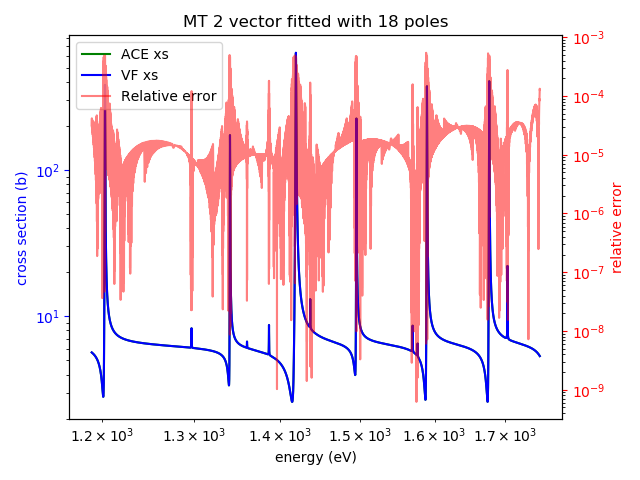 MT 2 vector fitted with 18 poles
ACE xs
VF xs
Relative error
cross section (b)
10²
10¹
relative error
10⁻³
10⁻⁴
10⁻⁵
10⁻⁶
10⁻⁷
10⁻⁸
10⁻⁹
1.2 × 10³ 1.3 × 10³ 1.4 × 10³ 1.5 × 10³ 1.6 × 10³ 1.7 × 10³
energy (eV)